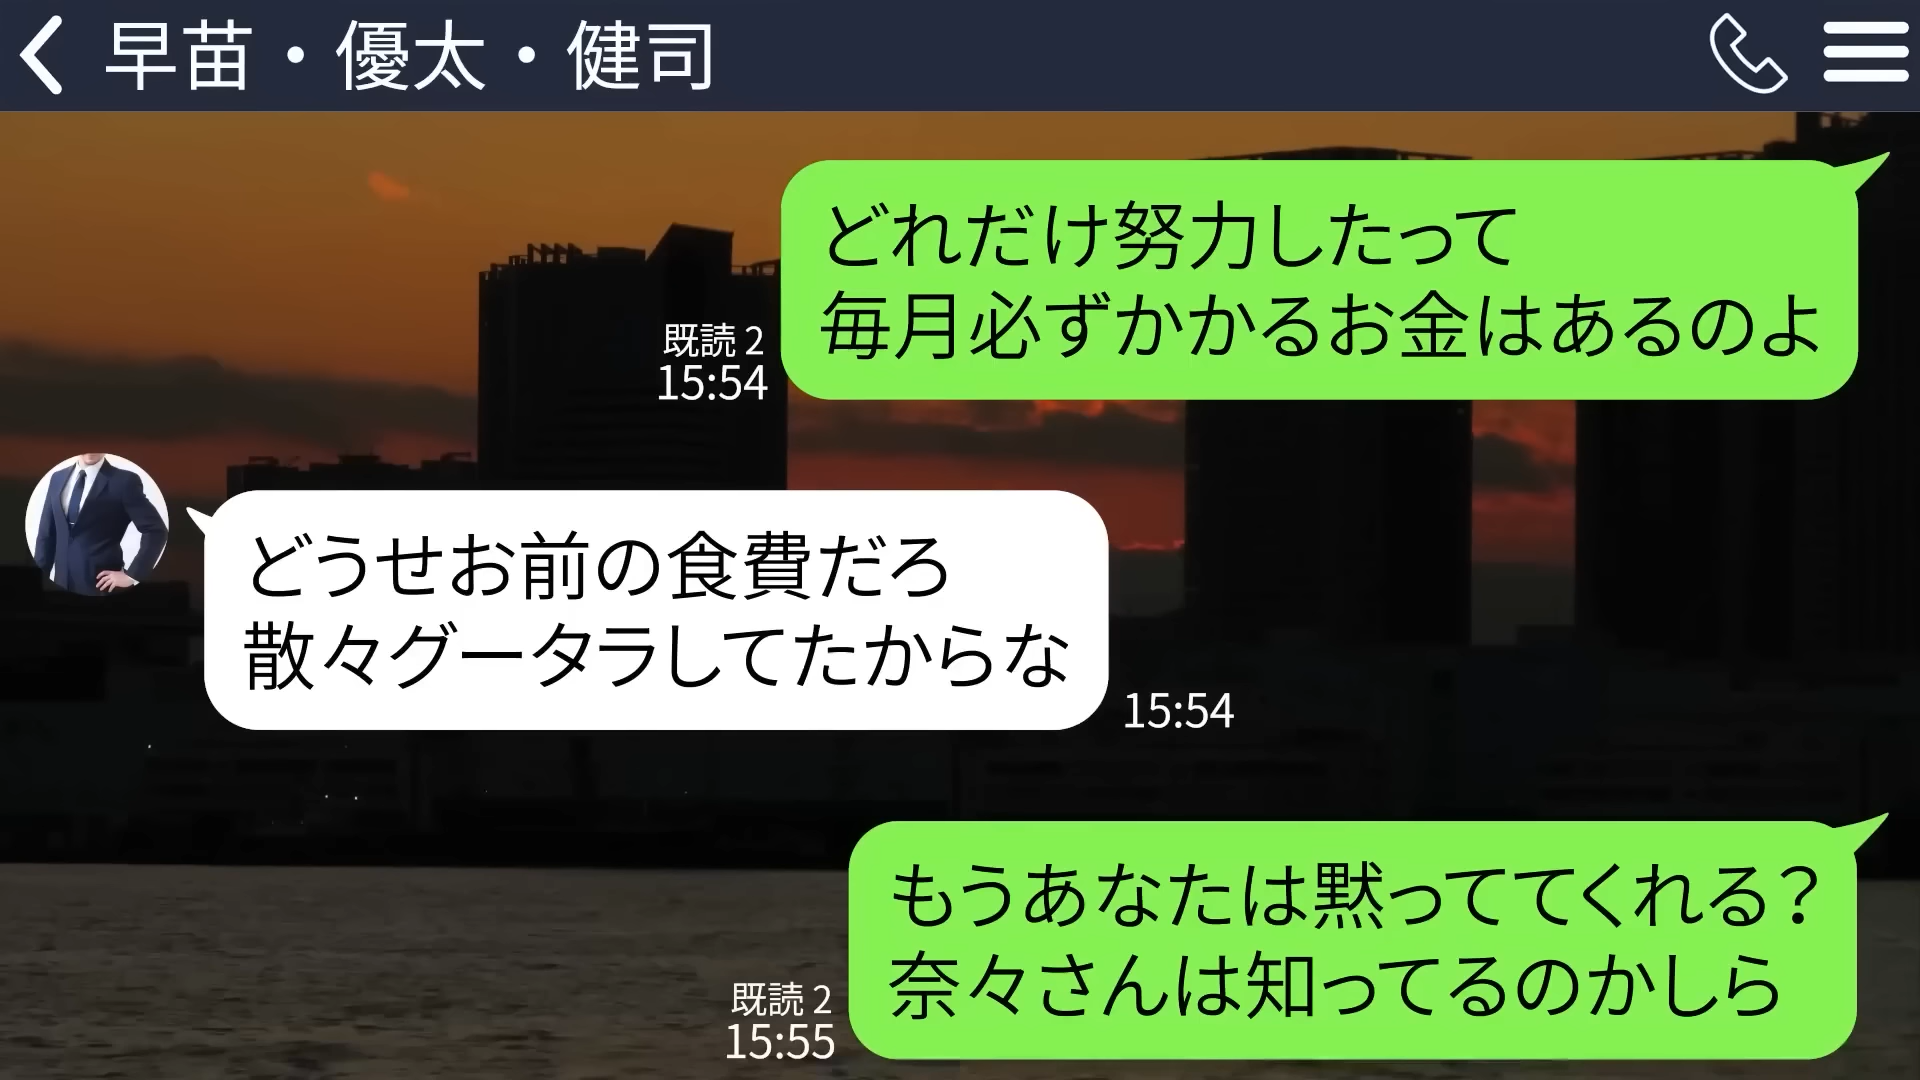 早苗・優太・健司
どれだけ努力したって
毎月必ずかかるお金はあるのよ
既読 2
15:54
どうせお前の食費だろ
散々グータラしてたからな
15:54
もうあなたは黙っててくれる？
奈々さんは知ってるのかしら
既読 2
15:55